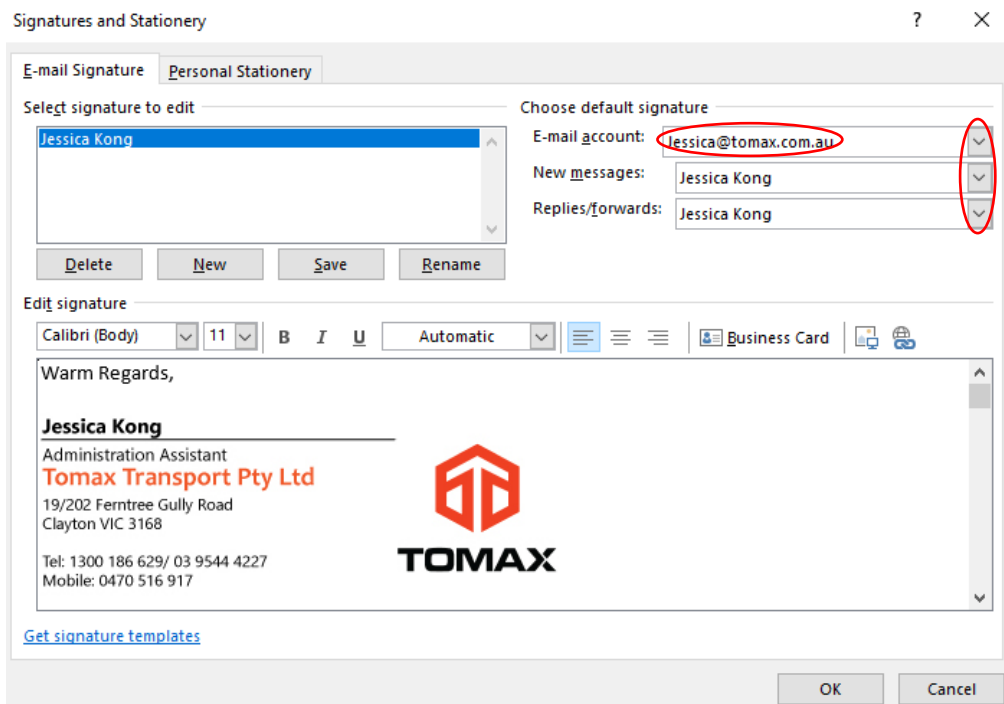 Signatures and Stationery ? ×
E-mail Signature Personal Stationery
Select signature to edit
Jessica Kong
Choose default signature
E-mail account: Jessica@tomax.com.au
New messages: Jessica Kong
Replies/forwards: Jessica Kong
Delete New Save Rename
Edit signature
Calibri (Body) 11 B I U Automatic Business Card
Warm Regards,
Jessica Kong
Administration Assistant
Tomax Transport Pty Ltd
19/202 Ferntree Gully Road
Clayton VIC 3168
Tel: 1300 186 629/ 03 9544 4227
Mobile: 0470 516 917
TOMAX
Get signature templates
OK Cancel